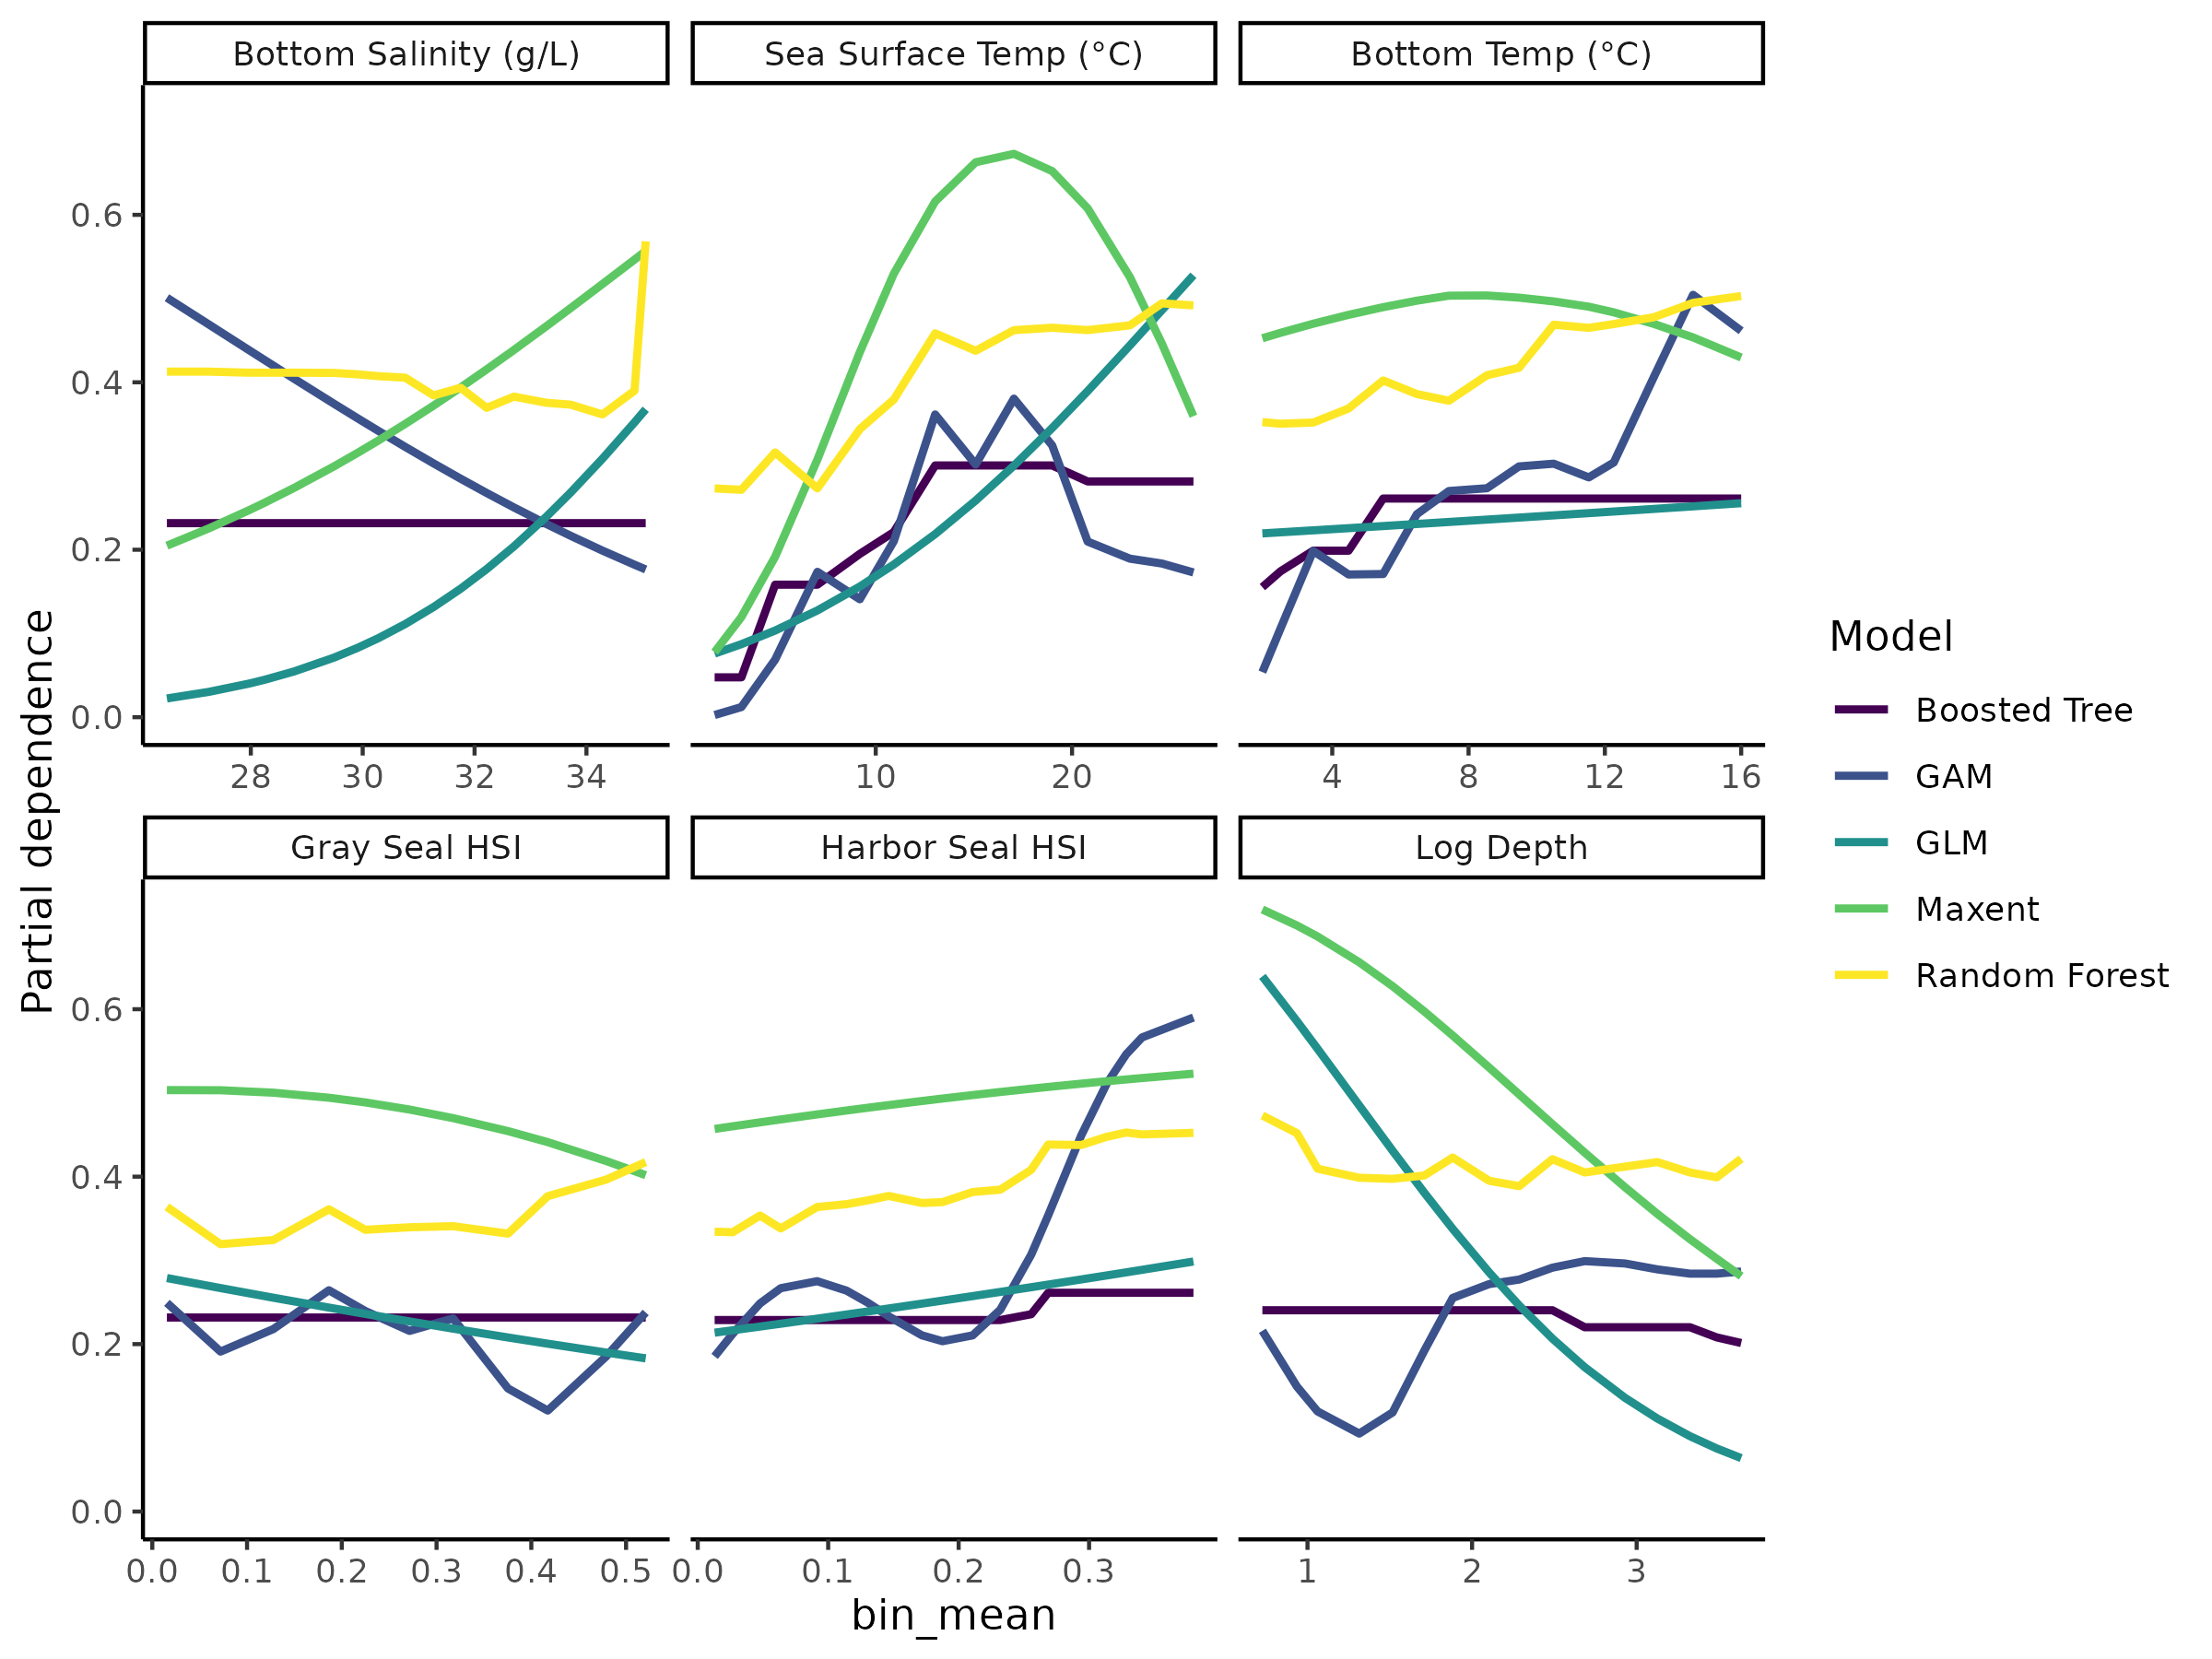 Bottom Salinity (g/L)
Sea Surface Temp (°C)
Bottom Temp (°C)
0.6
0.4
0.2
0.0
28 30 32 34
10 20
4 8 12 16
Gray Seal HSI
Harbor Seal HSI
Log Depth
0.6
0.4
0.2
0.0
0.0 0.1 0.2 0.3 0.4 0.5
0.0 0.1 0.2 0.3
1 2 3
Partial dependence
bin_mean
Model
Boosted Tree
GAM
GLM
Maxent
Random Forest